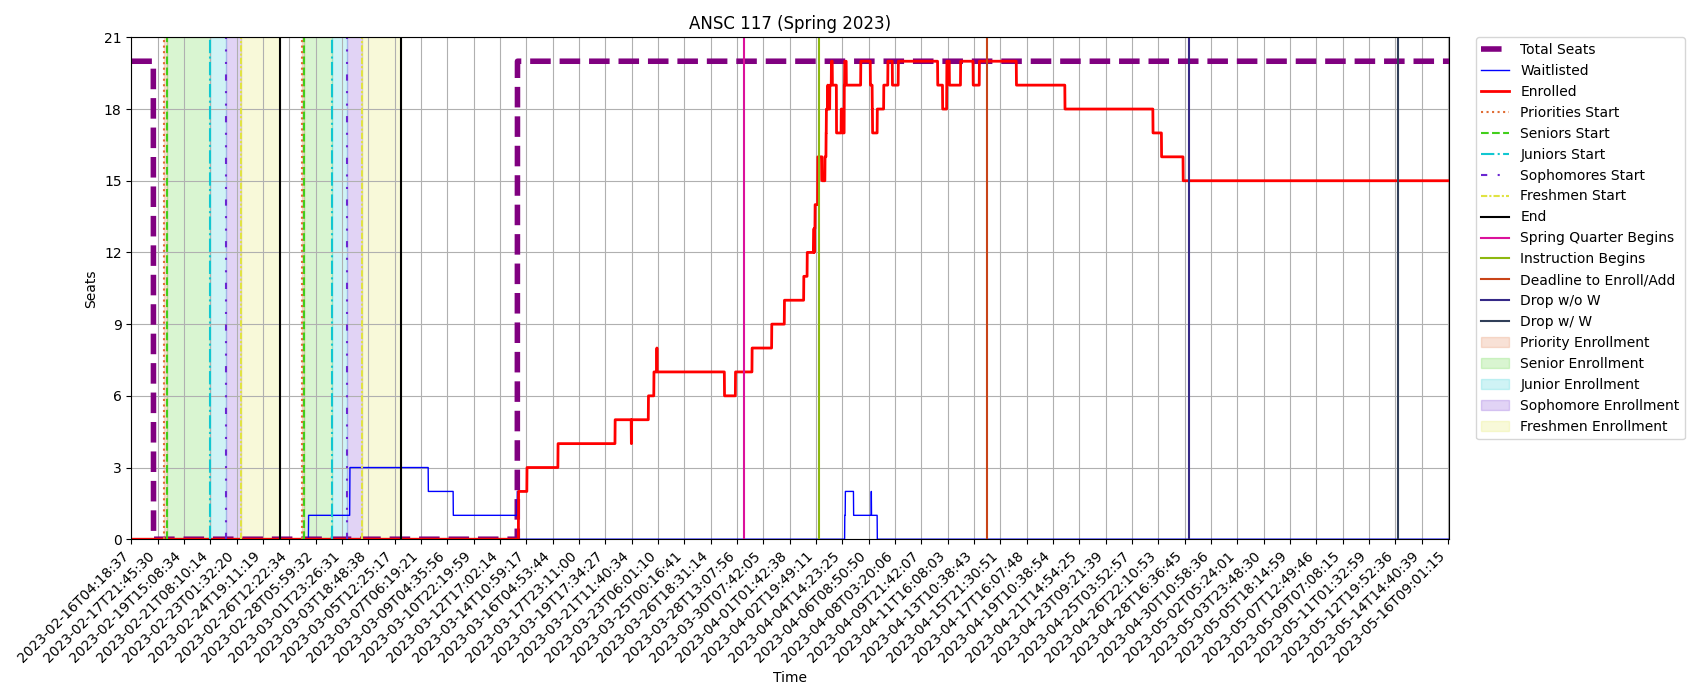 ANSC 117 (Spring 2023)
Seats
21
18
15
12
9
6
3
0
2023-02-16T04:18:37
2023-02-17T21:45:30
2023-02-19T15:08:34
2023-02-21T08:10:14
2023-02-23T01:32:20
2023-02-24T19:11:19
2023-02-26T12:22:34
2023-02-28T05:59:32
2023-03-01T23:26:31
2023-03-03T18:48:38
2023-03-05T12:25:17
2023-03-07T06:19:21
2023-03-09T04:35:56
2023-03-10T22:19:59
2023-03-12T17:02:14
2023-03-14T10:59:17
2023-03-16T04:53:44
2023-03-17T23:11:00
2023-03-19T17:34:27
2023-03-21T11:40:34
2023-03-23T06:01:10
2023-03-25T00:16:41
2023-03-26T18:31:14
2023-03-28T13:07:56
2023-03-30T07:42:05
2023-04-01T01:42:38
2023-04-02T19:49:11
2023-04-04T14:23:25
2023-04-06T08:50:50
2023-04-08T03:20:06
2023-04-09T21:42:07
2023-04-11T16:08:03
2023-04-13T10:38:43
2023-04-15T21:30:51
2023-04-17T16:07:48
2023-04-19T10:38:54
2023-04-21T14:54:25
2023-04-23T09:21:39
2023-04-25T03:52:57
2023-04-26T22:10:53
2023-04-28T16:36:45
2023-04-30T10:58:36
2023-05-02T05:24:01
2023-05-03T23:48:30
2023-05-05T18:14:59
2023-05-07T12:49:46
2023-05-09T07:08:15
2023-05-11T01:32:59
2023-05-12T19:52:36
2023-05-14T14:40:39
2023-05-16T09:01:15
Time
Total Seats
Waitlisted
Enrolled
Priorities Start
Seniors Start
Juniors Start
Sophomores Start
Freshmen Start
End
Spring Quarter Begins
Instruction Begins
Deadline to Enroll/Add
Drop w/o W
Drop w/ W
Priority Enrollment
Senior Enrollment
Junior Enrollment
Sophomore Enrollment
Freshmen Enrollment